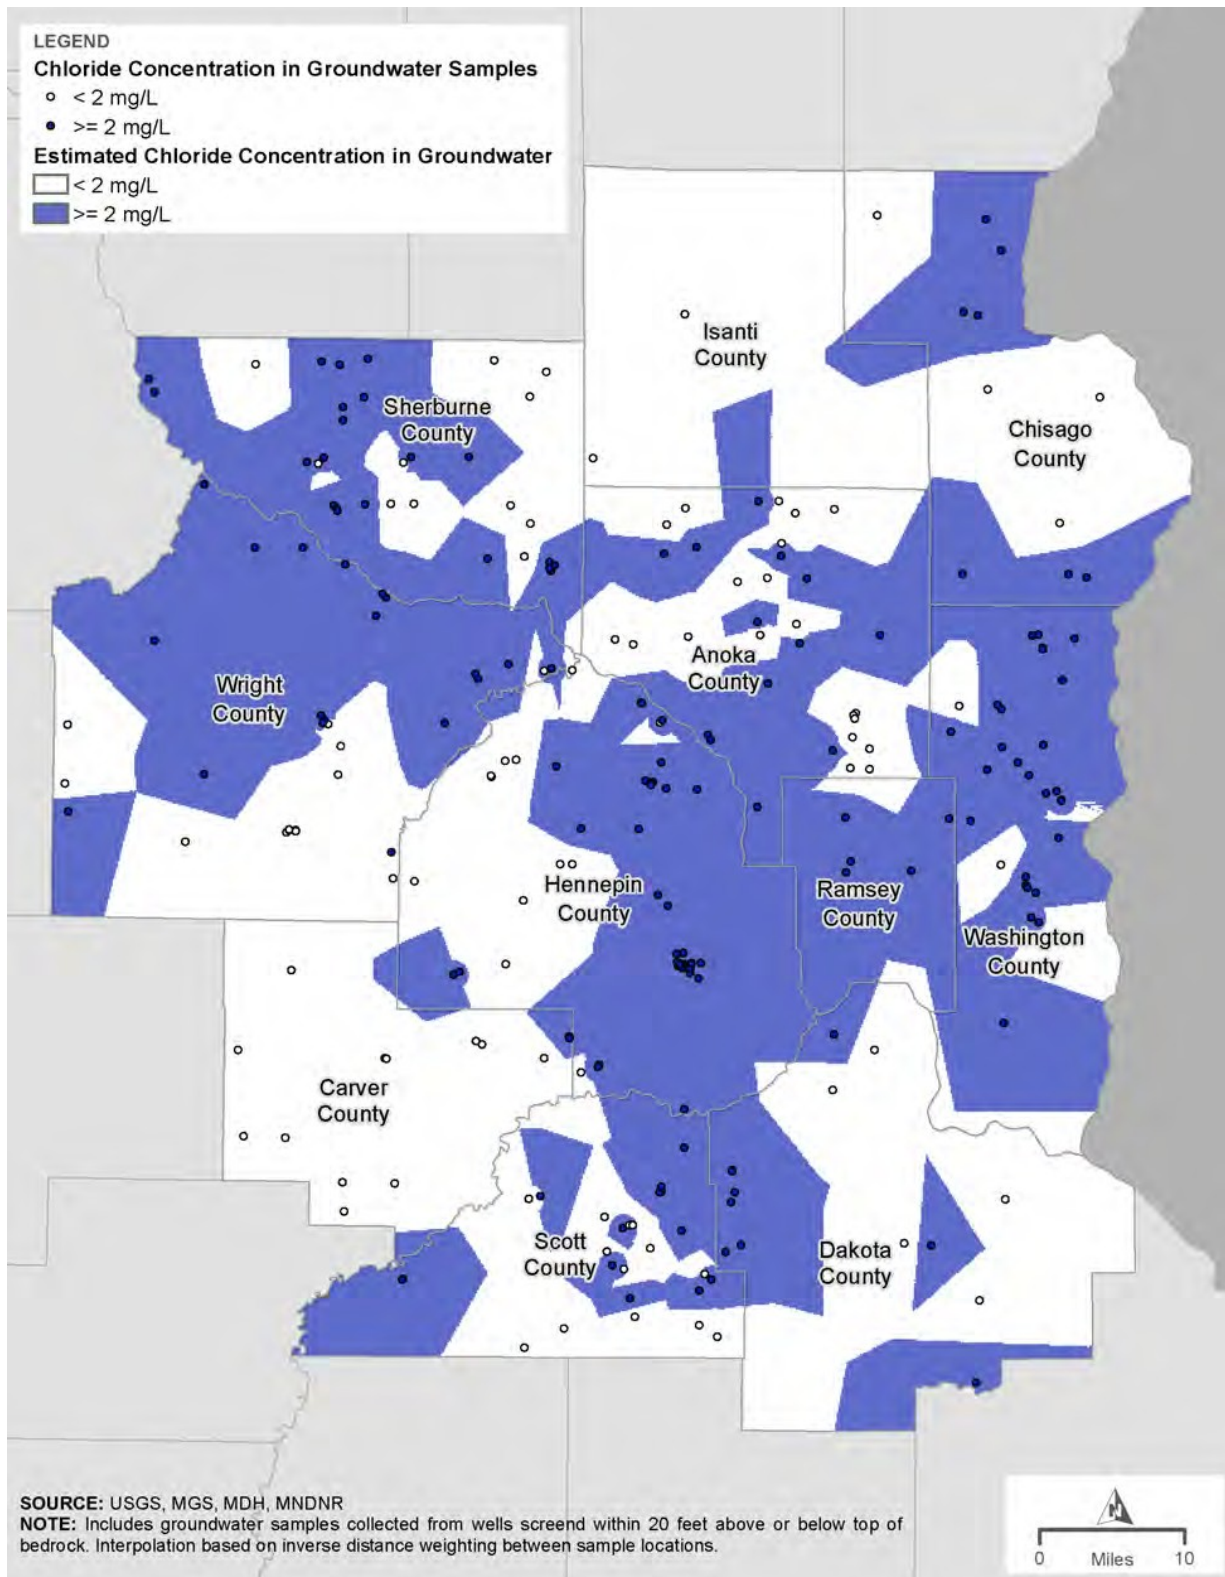 LEGEND
Chloride Concentration in Groundwater Samples
< 2 mg/L
>= 2 mg/L
Estimated Chloride Concentration in Groundwater
< 2 mg/L
>= 2 mg/L
Isanti
County
Sherburne
County
Chisago
County
Anoka
County
Wright
County
Hennepin
County
Ramsey
County
Washington
County
Carver
County
Scott
County
Dakota
County
SOURCE: USGS, MGS, MDH, MNDNR
NOTE: Includes groundwater samples collected from wells screend within 20 feet above or below top of
bedrock. Interpolation based on inverse distance weighting between sample locations.
N
0 Miles 10